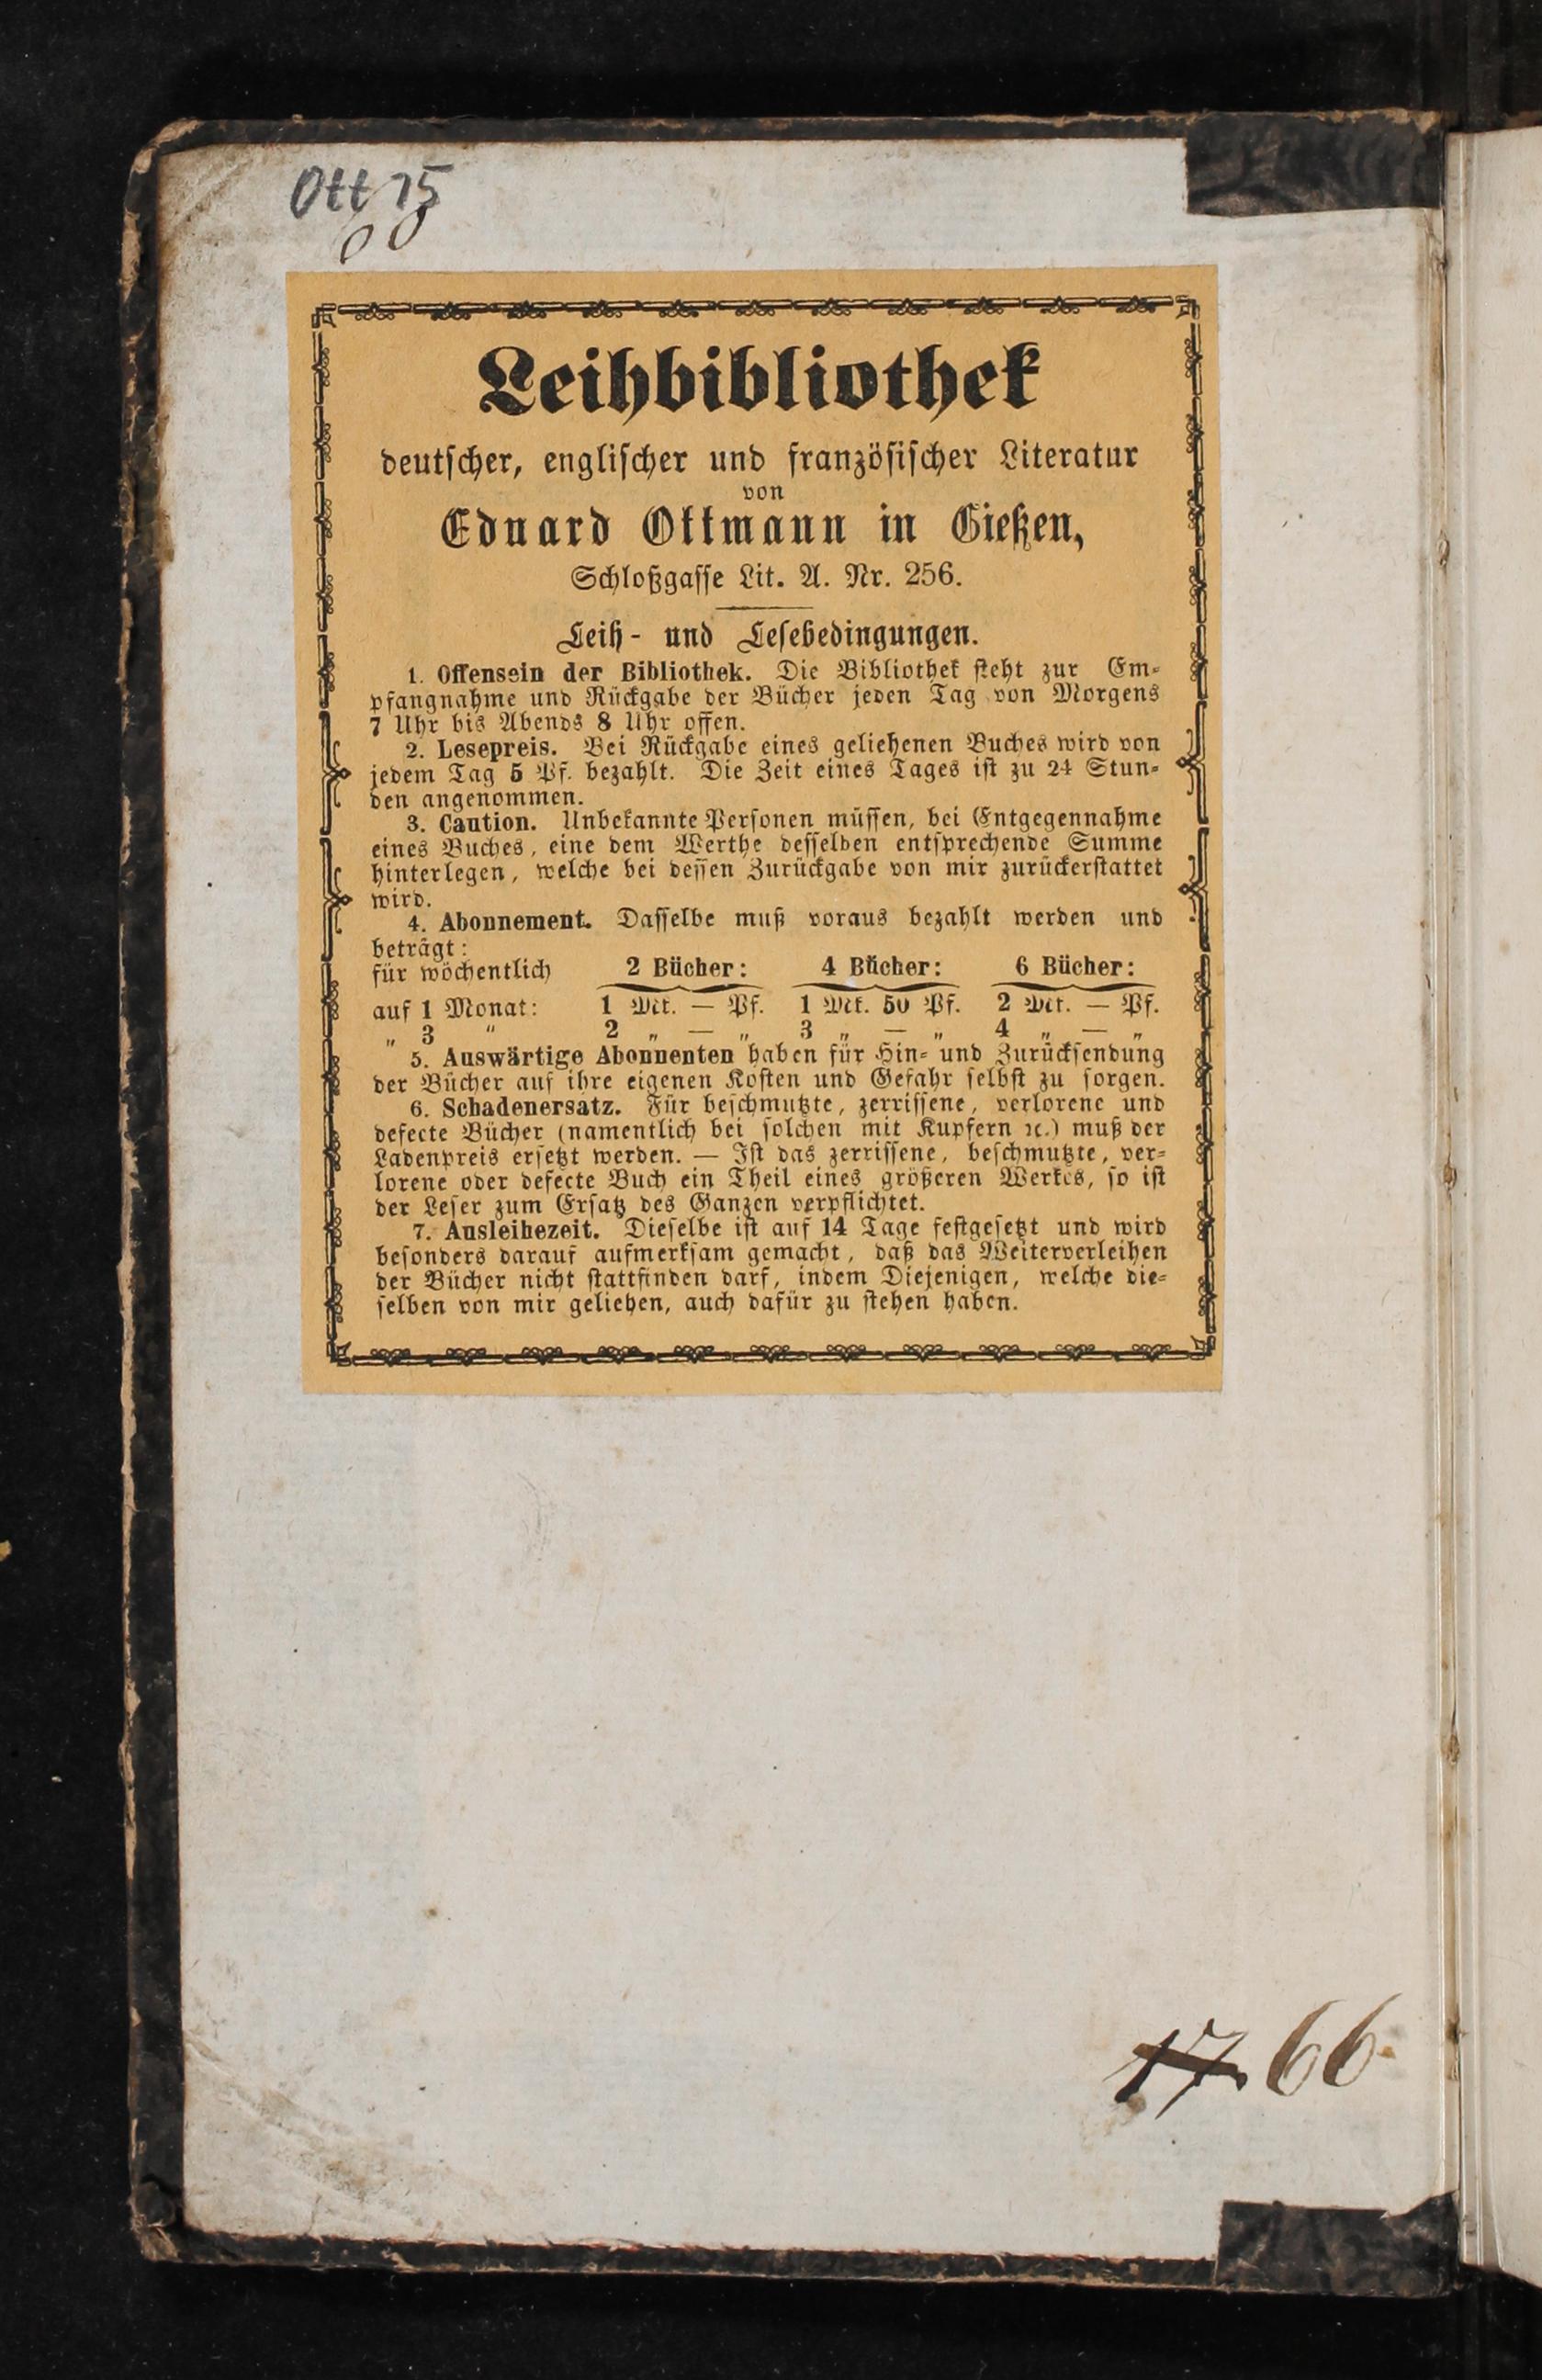 Ott 15
Leihbibliothek
deutscher, englischer und französischer Literatur
von
Eduard Ottmann in Gießen,
Schloßgasse Lit. A. Nr. 256.
Leih- und Lesebedingungen.
1. Offensein der Bibliothek. Die Bibliothek steht zur Em-
pfangnahme und Rückgabe der Bücher jeden Tag von Morgens
7 Uhr bis Abends 8 Uhr offen.
2. Lesepreis. Bei Rückgabe eines geliehenen Buches wird von
jedem Tag 5 Pf. bezahlt. Die Zeit eines Tages ist zu 24 Stun-
den angenommen.
3. Caution. Unbekannte Personen müssen, bei Entgegennahme
eines Buches, eine dem Werthe desselben entsprechende Summe
hinterlegen, welche bei dessen Zurückgabe von mir zurückerstattet
wird.
4. Abonnement. Dasselbe muß voraus bezahlt werden und
beträgt:
für wöchentlich 2 Bücher: 4 Bücher: 6 Bücher:
auf 1 Monat: 1 Mk. — Pf. 1 Mk. 50 Pf. 2 Mk. — Pf.
„ 3 " 2 „ — „ 3 „ — „ 4 „ — „
5. Auswärtige Abonnenten haben für Hin- und Zurücksendung
der Bücher auf ihre eigenen Kosten und Gefahr selbst zu sorgen.
6. Schadenersatz. Für beschmutzte, zerrissene, verlorene und
defecte Bücher (namentlich bei solchen mit Kupfern ꝛc.) muß der
Ladenpreis ersetzt werden. — Ist das zerrissene, beschmutzte, ver-
lorene oder defecte Buch ein Theil eines größeren Werkes, so ist
der Leser zum Ersatz des Ganzen verpflichtet.
7. Ausleihezeit. Dieselbe ist auf 14 Tage festgesetzt und wird
besonders darauf aufmerksam gemacht, daß das Weiterverleihen
der Bücher nicht stattfinden darf, indem Diejenigen, welche die-
selben von mir geliehen, auch dafür zu stehen haben.
17 66